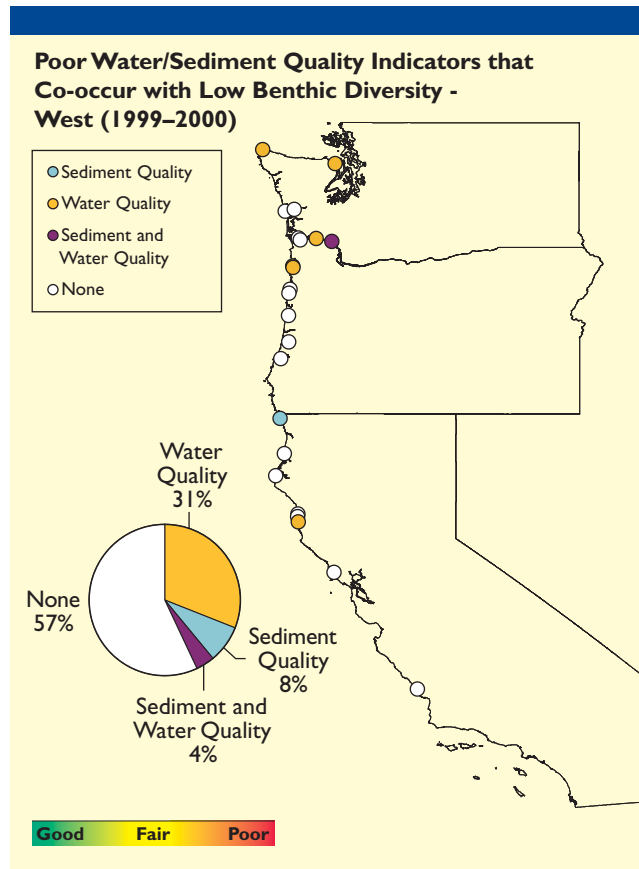 Poor Water/Sediment Quality Indicators that
Co-occur with Low Benthic Diversity -
West (1999–2000)
Sediment Quality
Water Quality
Sediment and
Water Quality
None
Water
Quality
31%
None
57%
Sediment
Quality
8%
Sediment and
Water Quality
4%
Good Fair Poor